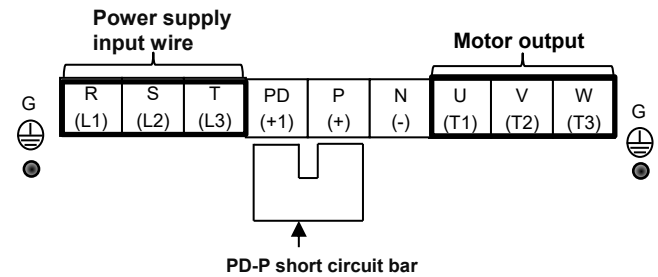 Power supply
input wire
Motor output
G
R S T PD P N U V W
(L1) (L2) (L3) (+1) (+) (-) (T1) (T2) (T3)
G
PD-P short circuit bar